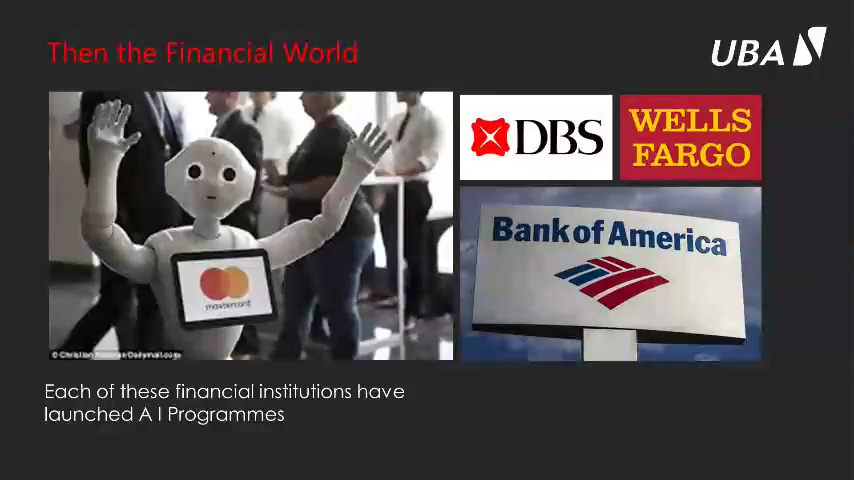 Then the Financial World
UBA
DBS
WELLS
FARGO
Bank of America
mastercard
Each of these financial institutions have
launched A I Programmes